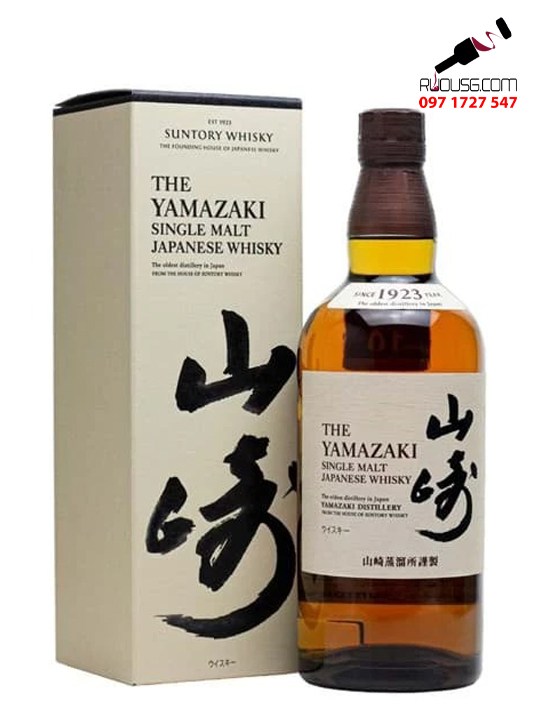 RUOUSG.COM
097 1727 547
EST 1923
SUNTORY WHISKY
THE FOUNDING HOUSE OF JAPANESE WHISKY
THE
YAMAZAKI
SINGLE MALT
JAPANESE WHISKY
The oldest distillery in Japan
FROM THE HOUSE OF SUNTORY WHISKY
山崎
ウイスキー
SINCE 1923 YEAR
The oldest distillery in Japan
THE
YAMAZAKI
SINGLE MALT
JAPANESE WHISKY
The oldest distillery in Japan
YAMAZAKI DISTILLERY
FROM THE HOUSE OF SUNTORY WHISKY
ウイスキー
山崎
山崎蒸溜所謹製